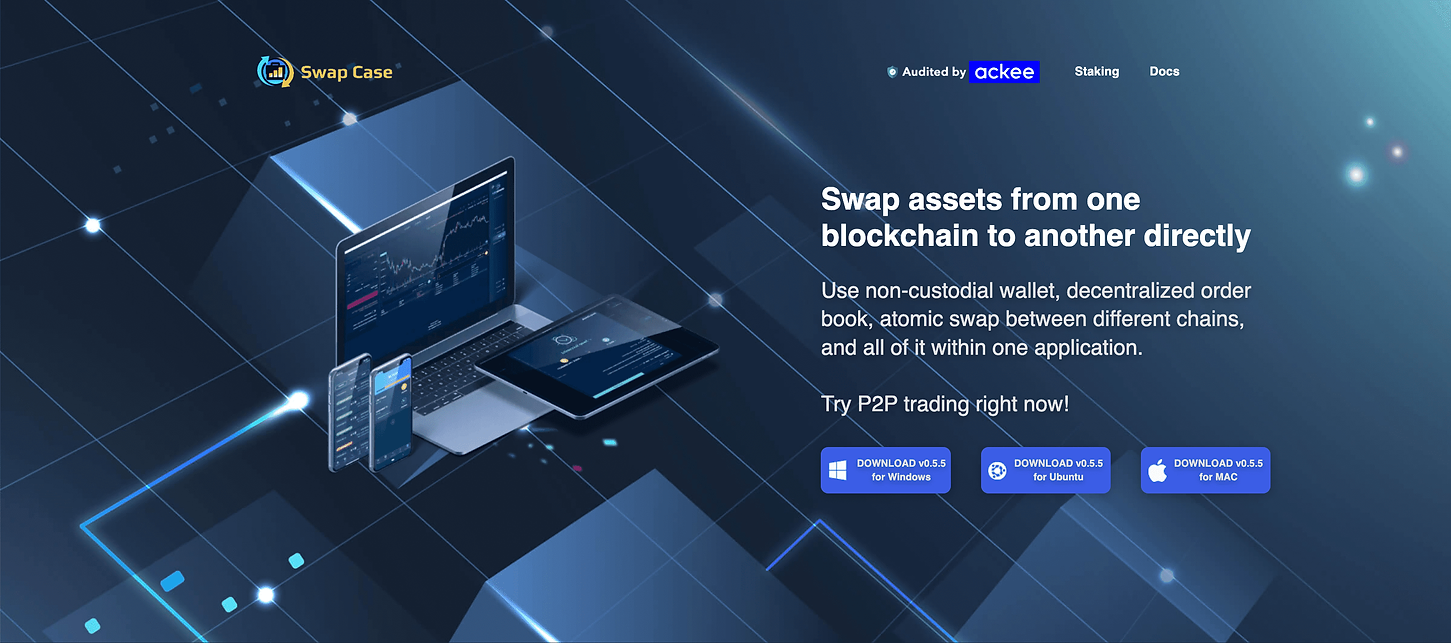 Swap Case
Audited by ackee
Staking
Docs
Swap assets from one
blockchain to another directly
Use non-custodial wallet, decentralized order
book, atomic swap between different chains,
and all of it within one application.
Try P2P trading right now!
DOWNLOAD v0.5.5
for Windows
DOWNLOAD v0.5.5
for Ubuntu
DOWNLOAD v0.5.5
for MAC